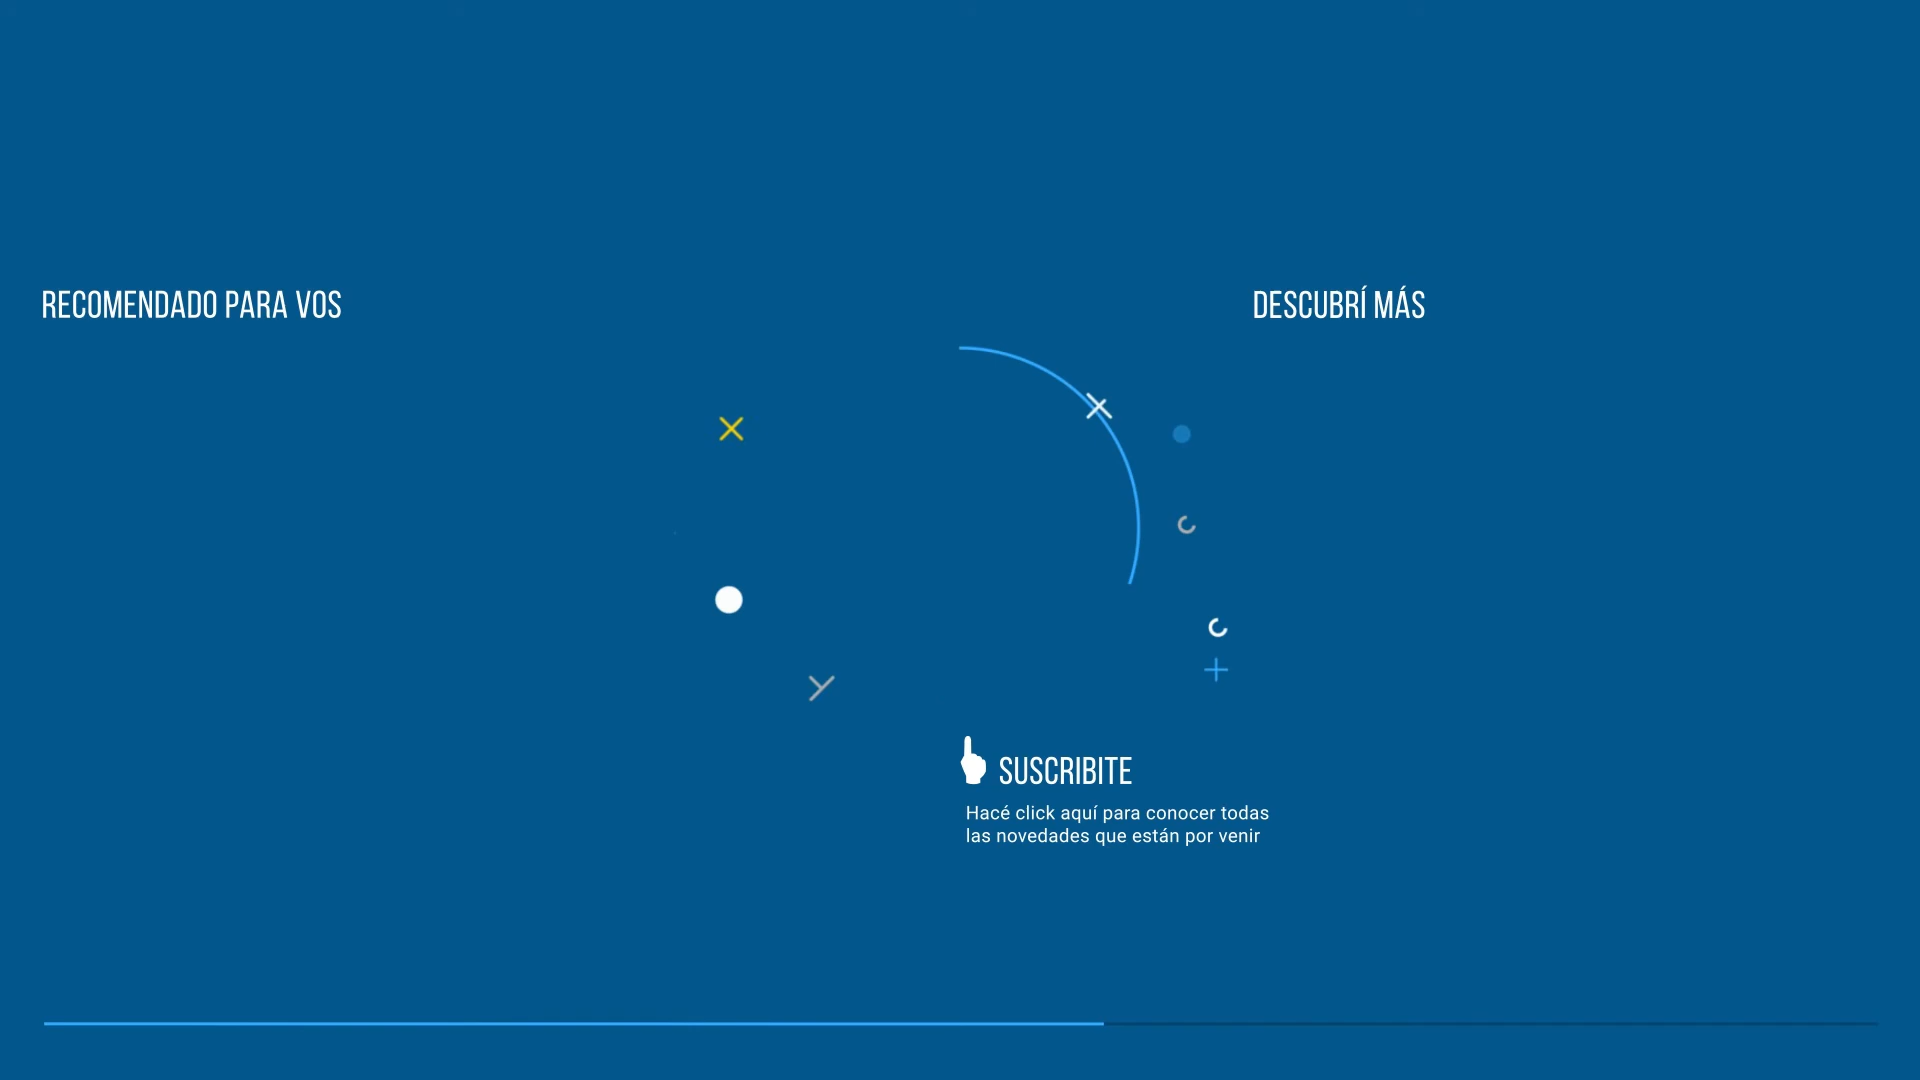 RECOMENDADO PARA VOS
DESCUBRÍ MÁS
SUSCRIBITE
Hacé click aquí para conocer todas
las novedades que están por venir